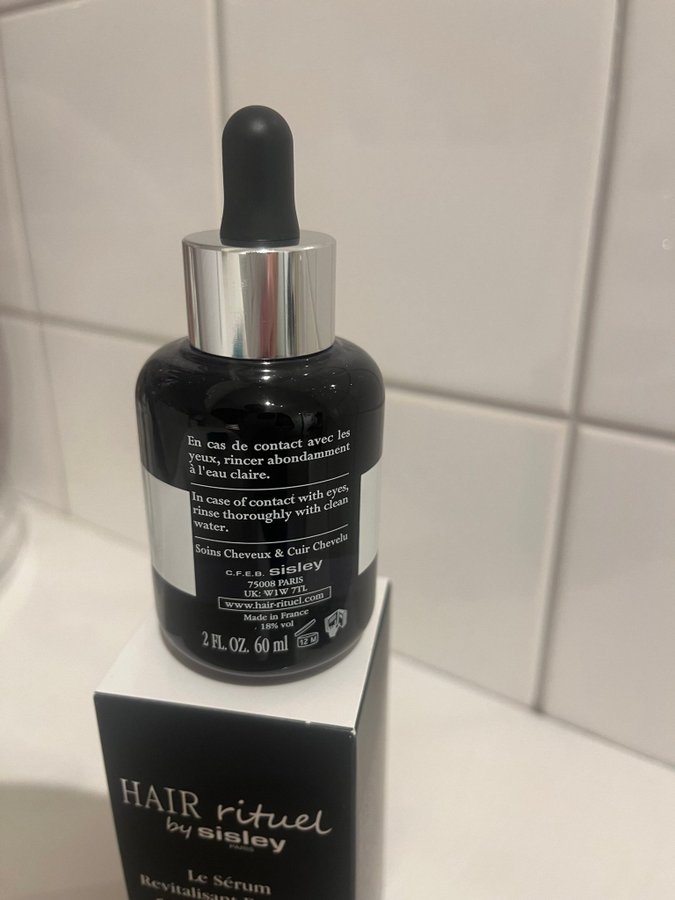 En cas de contact avec les
yeux, rincer abondamment
à l'eau claire.
In case of contact with eyes,
rinse thoroughly with clean
water.
Soins Cheveux & Cuir Chevelu
C.F.E.B. sisley
75008 PARIS
UK: W1W 7TL
www.hair-rituel.com
Made in France
18% vol
2 FL. OZ. 60 ml 12 M
HAIR rituel
by sisley
PARIS
Le Sérum
Revitalisant